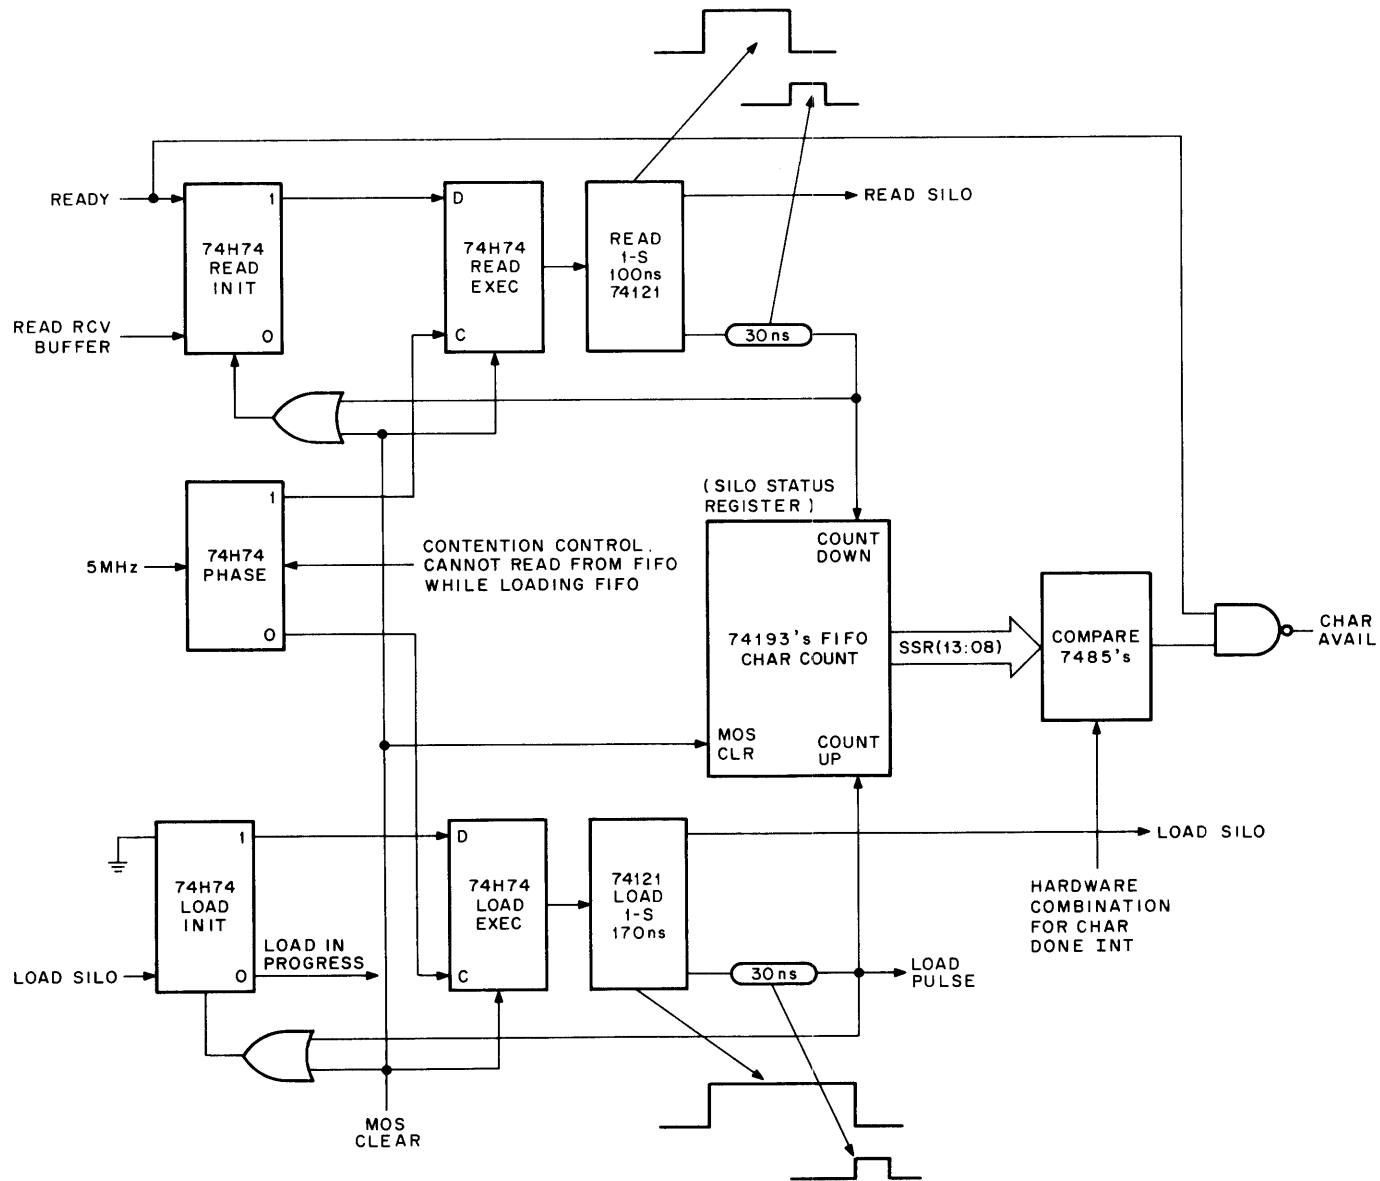 READY
1
74H74
READ
INIT
0
READ RCV
BUFFER
D
74H74
READ
EXEC
C
READ
1-S
100ns
74121
READ SILO
30ns
5MHz
1
74H74
PHASE
0
CONTENTION CONTROL.
CANNOT READ FROM FIFO
WHILE LOADING FIFO
(SILO STATUS
REGISTER)
COUNT
DOWN
74193's FIFO
CHAR COUNT
MOS
CLR
COUNT
UP
SSR(13:08)
COMPARE
7485's
CHAR
AVAIL
HARDWARE
COMBINATION
FOR CHAR
DONE INT
1
74H74
LOAD
INIT
0
LOAD SILO
LOAD IN
PROGRESS
D
74H74
LOAD
EXEC
C
74121
LOAD
1-S
170ns
LOAD SILO
30ns
LOAD
PULSE
MOS
CLEAR